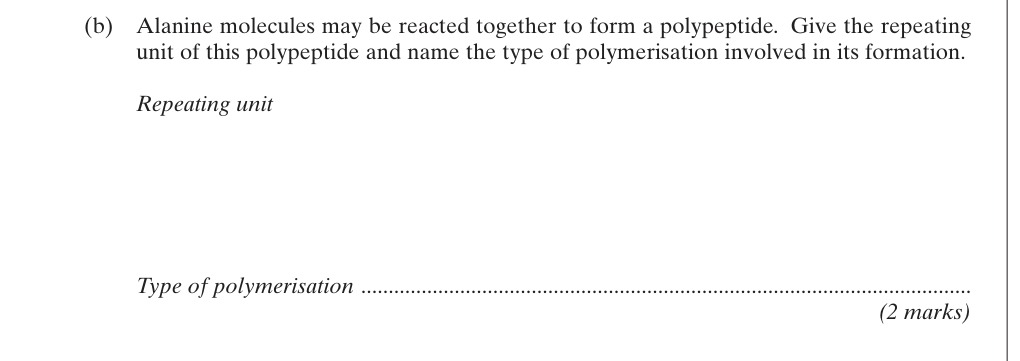 (b) Alanine molecules may be reacted together to form a polypeptide. Give the repeating
unit of this polypeptide and name the type of polymerisation involved in its formation.
Repeating unit
Type of polymerisation ..........................................................................................................
(2 marks)